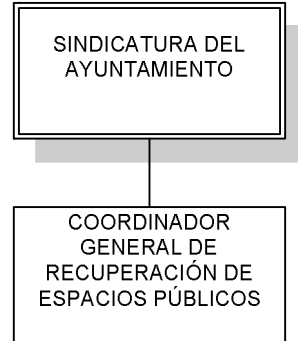 SINDICATURA DEL
AYUNTAMIENTO
COORDINADOR
GENERAL DE
RECUPERACIÓN DE
ESPACIOS PÚBLICOS